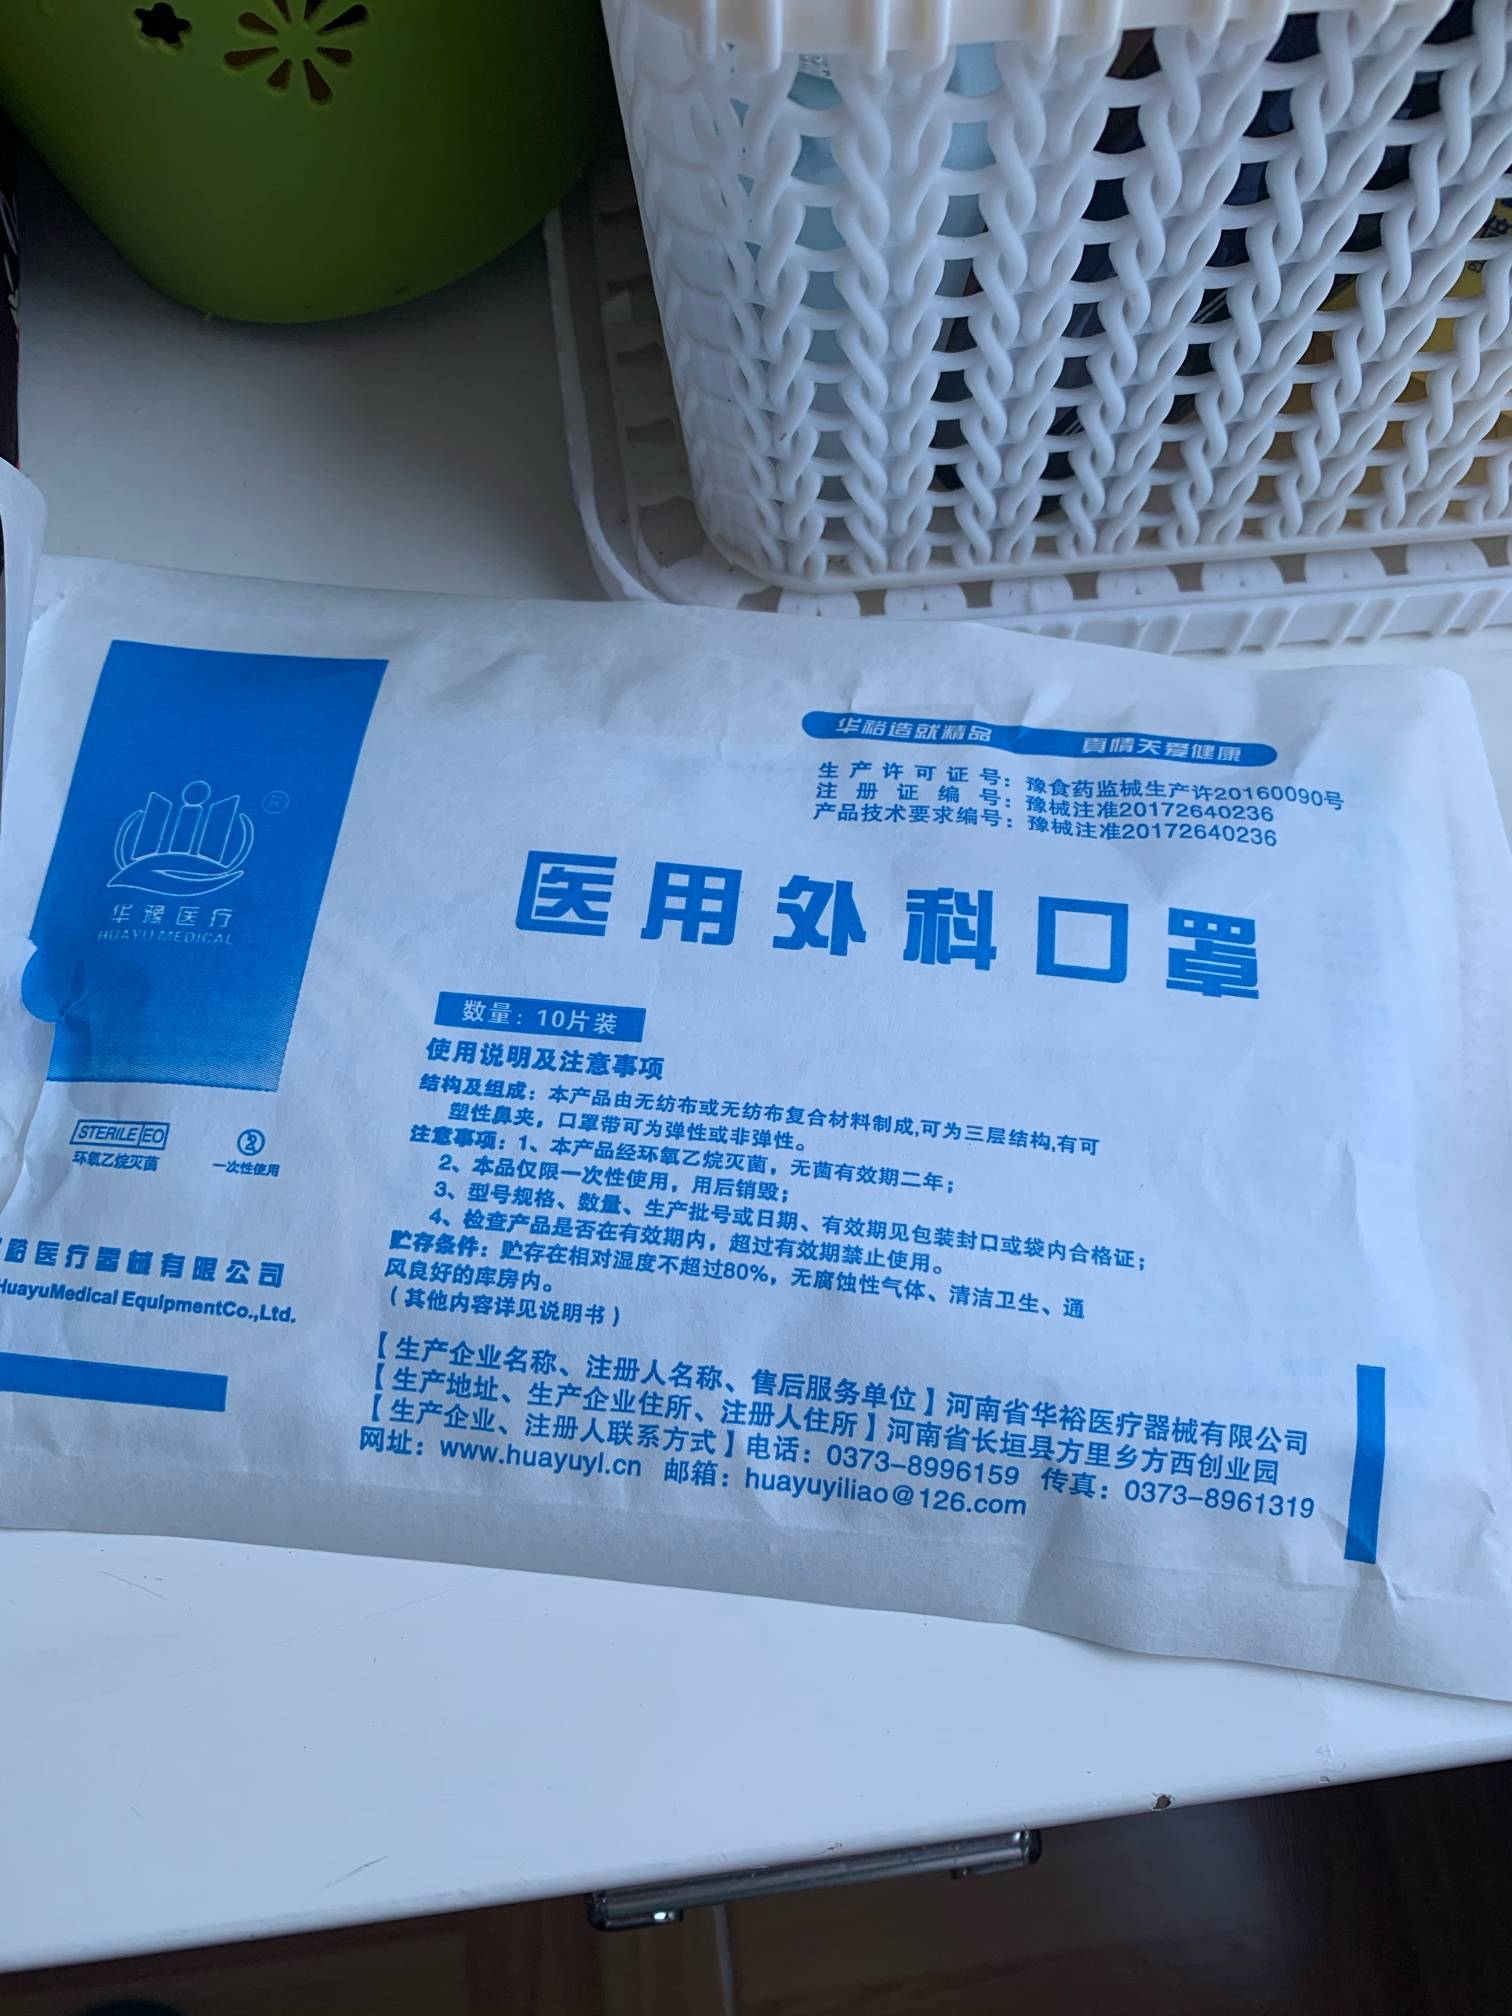 华裕造就精品 真情关爱健康
生产许可证号：豫食药监械生产许20160090号
注册证编号：豫械注准20172640236
产品技术要求编号：豫械注准20172640236
®
华豫医疗
HUAYU MEDICAL
医用外科口罩
数量：10片装
使用说明及注意事项
结构及组成：本产品由无纺布或无纺布复合材料制成,可为三层结构,有可
塑性鼻夹，口罩带可为弹性或非弹性。
注意事项：1、本产品经环氧乙烷灭菌，无菌有效期二年；
2、本品仅限一次性使用，用后销毁；
3、型号规格、数量、生产批号或日期、有效期见包装封口或袋内合格证；
4、检查产品是否在有效期内，超过有效期禁止使用。
贮存条件：贮存在相对湿度不超过80%，无腐蚀性气体、清洁卫生、通
风良好的库房内。
(其他内容详见说明书)
STERILE EO
环氧乙烷灭菌
2
一次性使用
裕医疗器械有限公司
HuayuMedical EquipmentCo.,Ltd.
【生产企业名称、注册人名称、售后服务单位】河南省华裕医疗器械有限公司
【生产地址、生产企业住所、注册人住所】河南省长垣县方里乡方西创业园
【生产企业、注册人联系方式】电话：0373-8996159 传真：0373-8961319
网址：www.huayuyl.cn 邮箱：huayuyiliao@126.com